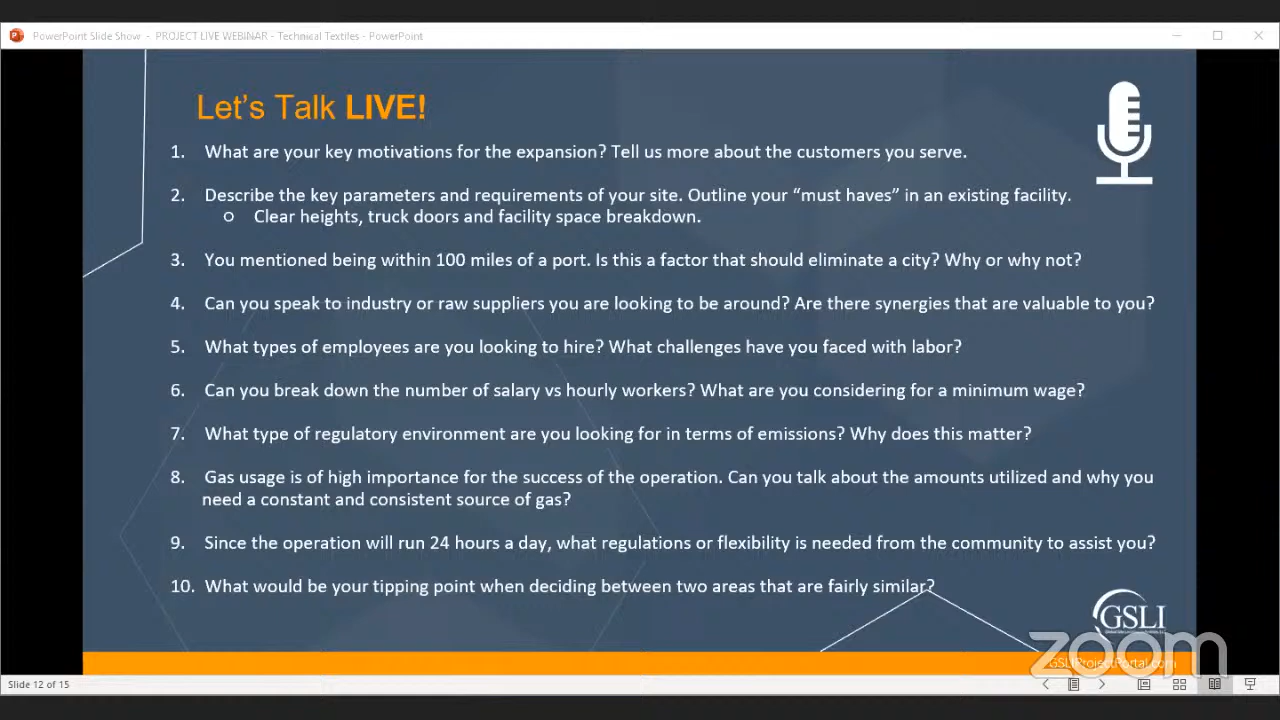 PowerPoint Slide Show - PROJECT LIVE WEBINAR - Technical Textiles - PowerPoint
Let's Talk LIVE!
1. What are your key motivations for the expansion? Tell us more about the customers you serve.
2. Describe the key parameters and requirements of your site. Outline your “must haves” in an existing facility.
o Clear heights, truck doors and facility space breakdown.
3. You mentioned being within 100 miles of a port. Is this a factor that should eliminate a city? Why or why not?
4. Can you speak to industry or raw suppliers you are looking to be around? Are there synergies that are valuable to you?
5. What types of employees are you looking to hire? What challenges have you faced with labor?
6. Can you break down the number of salary vs hourly workers? What are you considering for a minimum wage?
7. What type of regulatory environment are you looking for in terms of emissions? Why does this matter?
8. Gas usage is of high importance for the success of the operation. Can you talk about the amounts utilized and why you
need a constant and consistent source of gas?
9. Since the operation will run 24 hours a day, what regulations or flexibility is needed from the community to assist you?
10. What would be your tipping point when deciding between two areas that are fairly similar?
GSLI
zoom
GSLIProjectPortal.com
Slide 12 of 15